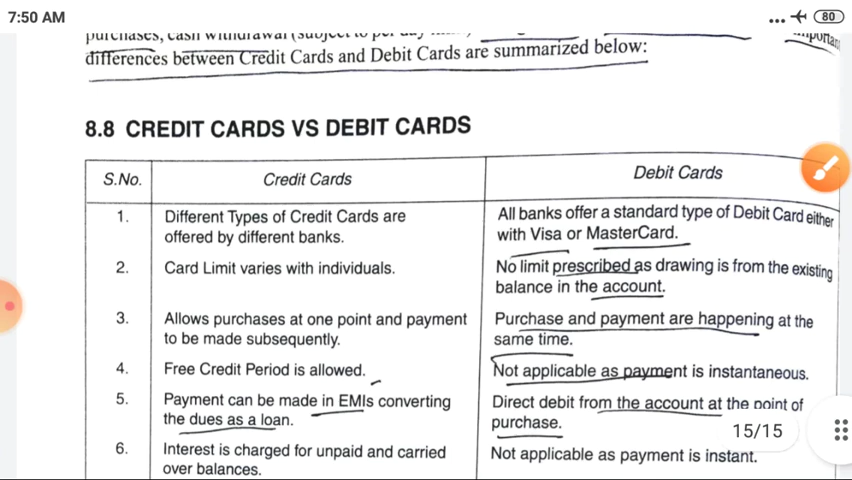 7:50 AM
80
purchases, cash withdrawal (subject to per day
differences between Credit Cards and Debit Cards are summarized below:
8.8 CREDIT CARDS VS DEBIT CARDS
S.No. Credit Cards Debit Cards
1. Different Types of Credit Cards are All banks offer a standard type of Debit Card either
offered by different banks. with Visa or MasterCard.
2. Card Limit varies with individuals. No limit prescribed as drawing is from the existing
balance in the account.
3. Allows purchases at one point and payment Purchase and payment are happening at the
to be made subsequently. same time.
4. Free Credit Period is allowed. Not applicable as payment is instantaneous.
5. Payment can be made in EMIs converting Direct debit from the account at the point of
the dues as a loan. purchase.
15/15
6. Interest is charged for unpaid and carried Not applicable as payment is instant.
over balances.